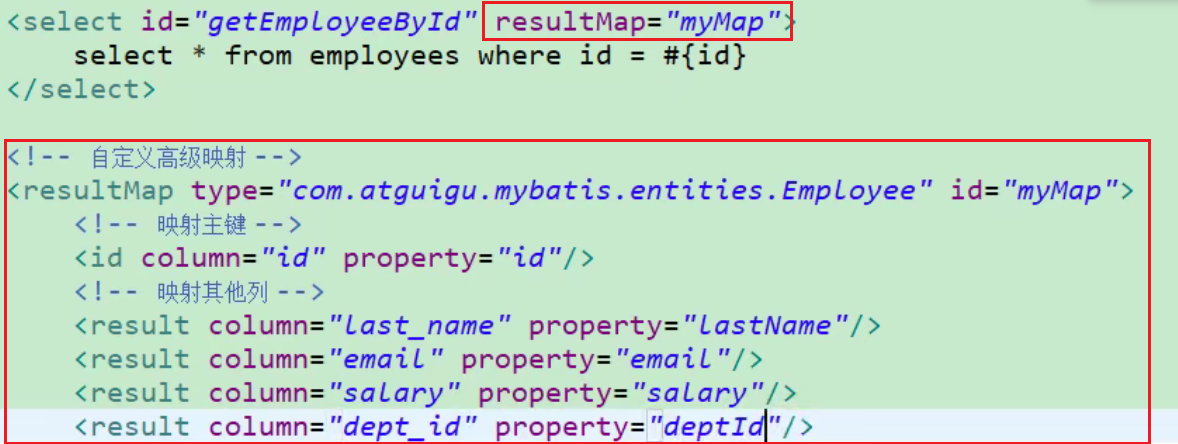 <select id="getEmployeeById" resultMap="myMap">
select * from employees where id = #{id}
</select>
<!-- 自定义高级映射 -->
<resultMap type="com.atguigu.mybatis.entities.Employee" id="myMap">
<!-- 映射主键 -->
<id column="id" property="id"/>
<!-- 映射其他列 -->
<result column="last_name" property="lastName"/>
<result column="email" property="email"/>
<result column="salary" property="salary"/>
<result column="dept_id" property="deptId"/>